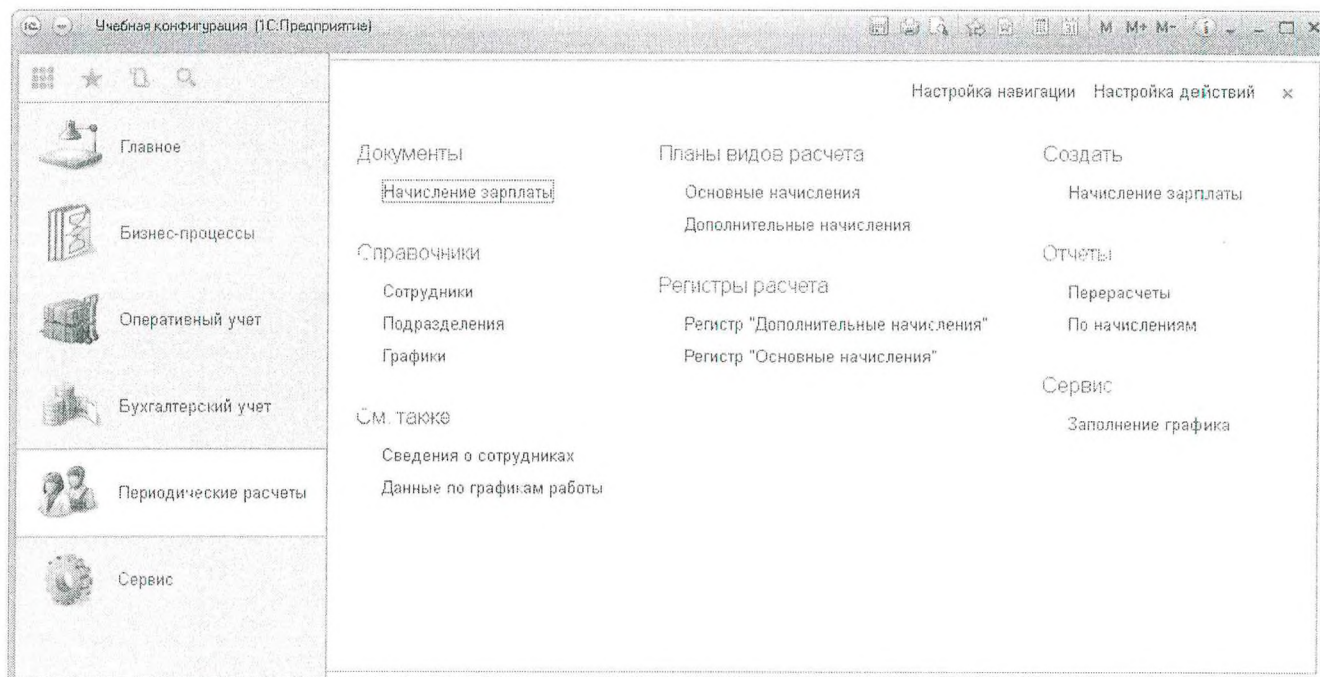 Учебная конфигурация (1С:Предприятие)
M M+ M-
Главное
Бизнес-процессы
Оперативный учет
Бухгалтерский учет
Периодические расчеты
Сервис
Настройка навигации Настройка действий
Документы
Начисление зарплаты
Справочники
Сотрудники
Подразделения
Графики
См. также
Сведения о сотрудниках
Данные по графикам работы
Планы видов расчета
Основные начисления
Дополнительные начисления
Регистры расчета
Регистр "Дополнительные начисления"
Регистр "Основные начисления"
Создать
Начисление зарплаты
Отчеты
Перерасчеты
По начислениям
Сервис
Заполнение графика